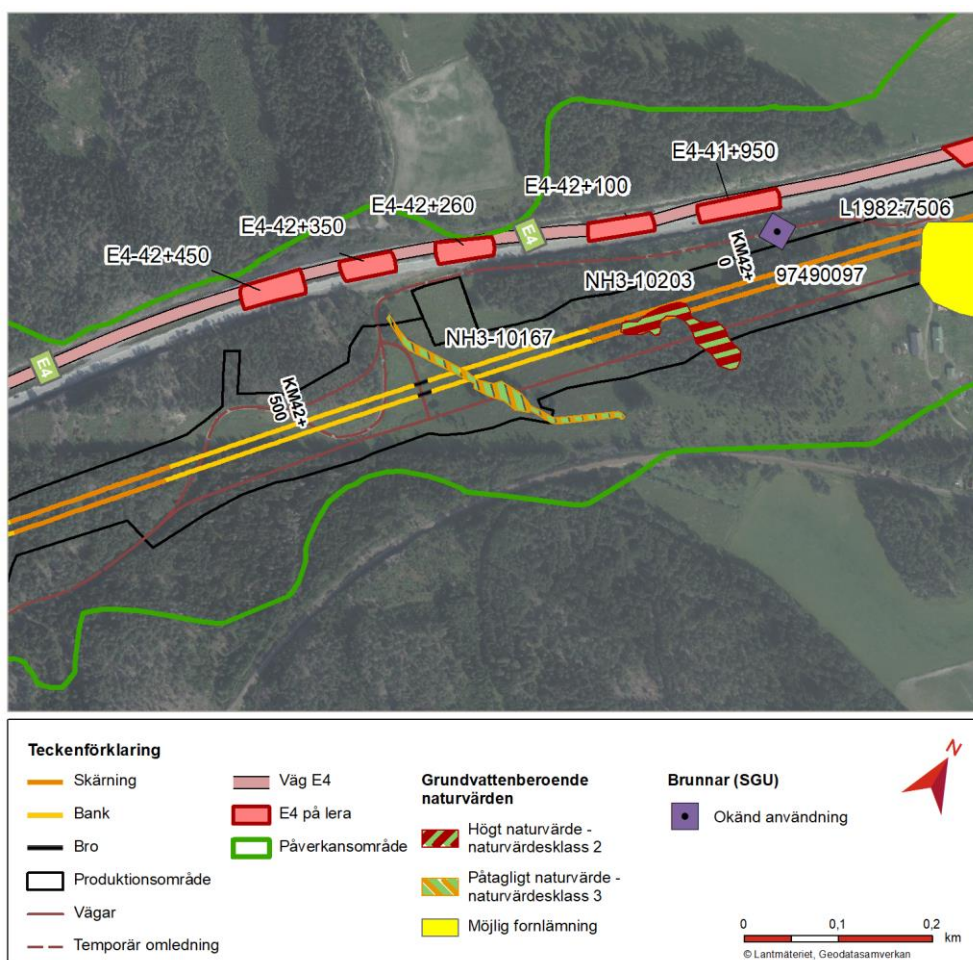 E4-41+950
E4-42+100
E4-42+260
E4-42+350
E4-42+450
L1982:7506
E4
KM42+
0
97490097
NH3-10203
NH3-10167
E4
KM42+
500
Teckenförklaring
Skärning
Bank
Bro
Produktionsområde
Vägar
Temporär omledning
Väg E4
E4 på lera
Påverkansområde
Grundvattenberoende
naturvärden
Högt naturvärde -
naturvärdesklass 2
Påtagligt naturvärde -
naturvärdesklass 3
Möjlig fornlämning
Brunnar (SGU)
Okänd användning
N
0 0,1 0,2
km
© Lantmäteriet, Geodatasamverkan